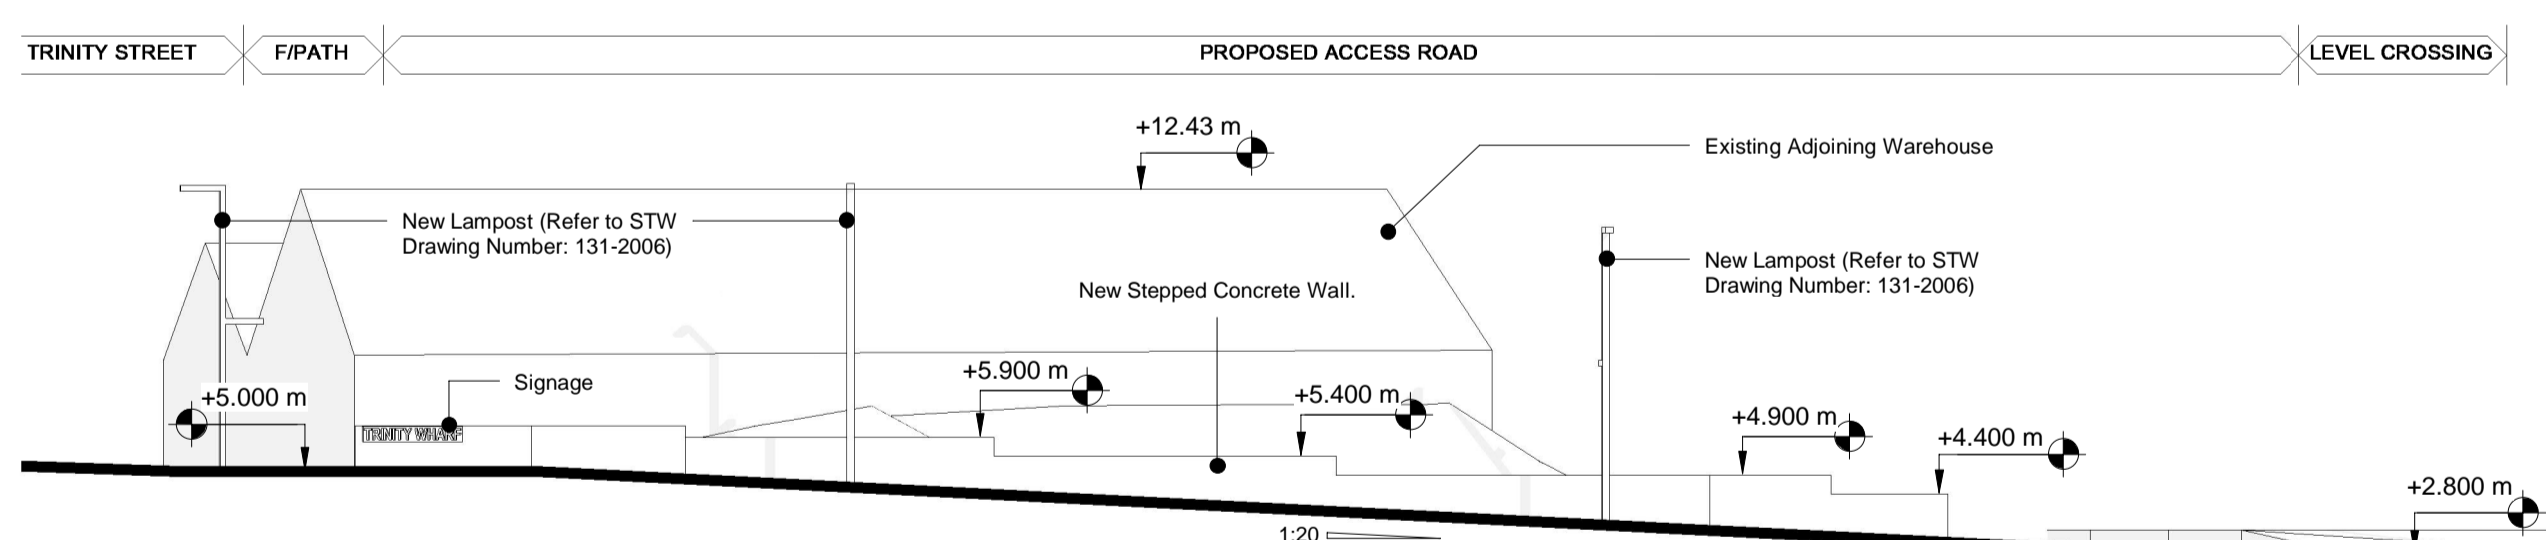 TRINITY STREET
F/PATH
PROPOSED ACCESS ROAD
LEVEL CROSSING
+12.43 m
Existing Adjoining Warehouse
New Lampost (Refer to STW
Drawing Number: 131-2006)
New Lampost (Refer to STW
Drawing Number: 131-2006)
New Stepped Concrete Wall.
+5.900 m
Signage
+5.400 m
+5.000 m
+4.900 m
TRINITY WHARF
+4.400 m
+2.800 m
1:20